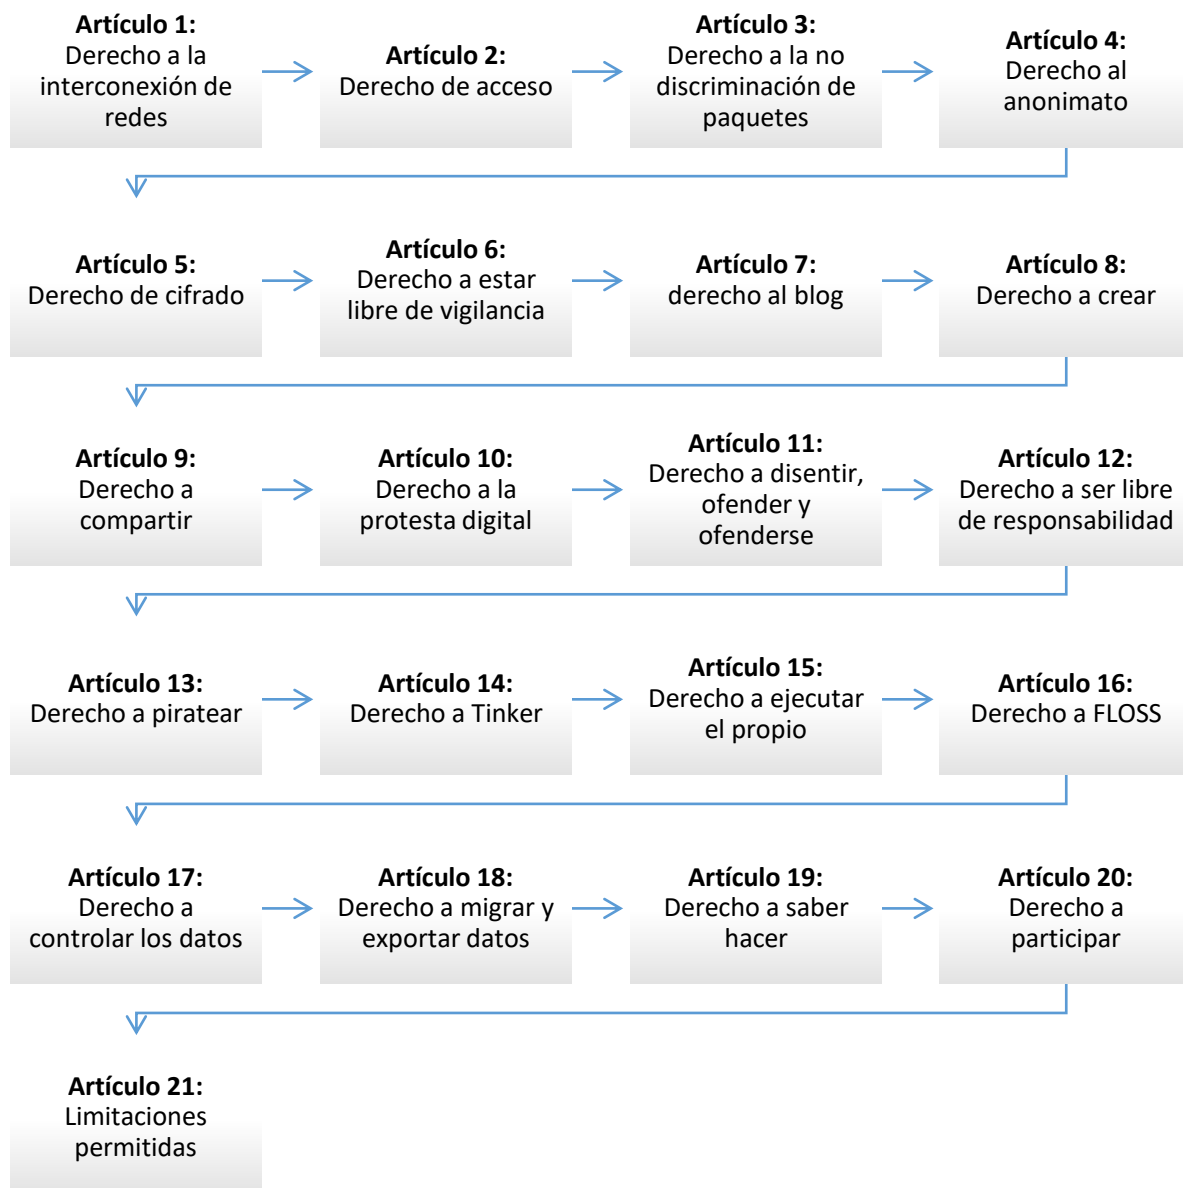 Artículo 1:
Derecho a la
interconexión de
redes
Artículo 2:
Derecho de acceso
Artículo 3:
Derecho a la no
discriminación de
paquetes
Artículo 4:
Derecho al
anonimato
Artículo 5:
Derecho de cifrado
Artículo 6:
Derecho a estar
libre de vigilancia
Artículo 7:
derecho al blog
Artículo 8:
Derecho a crear
Artículo 9:
Derecho a
compartir
Artículo 10:
Derecho a la
protesta digital
Artículo 11:
Derecho a disentir,
ofender y
ofenderse
Artículo 12:
Derecho a ser libre
de responsabilidad
Artículo 13:
Derecho a piratear
Artículo 14:
Derecho a Tinker
Artículo 15:
Derecho a ejecutar
el propio
Artículo 16:
Derecho a FLOSS
Artículo 17:
Derecho a
controlar los datos
Artículo 18:
Derecho a migrar y
exportar datos
Artículo 19:
Derecho a saber
hacer
Artículo 20:
Derecho a
participar
Artículo 21:
Limitaciones
permitidas